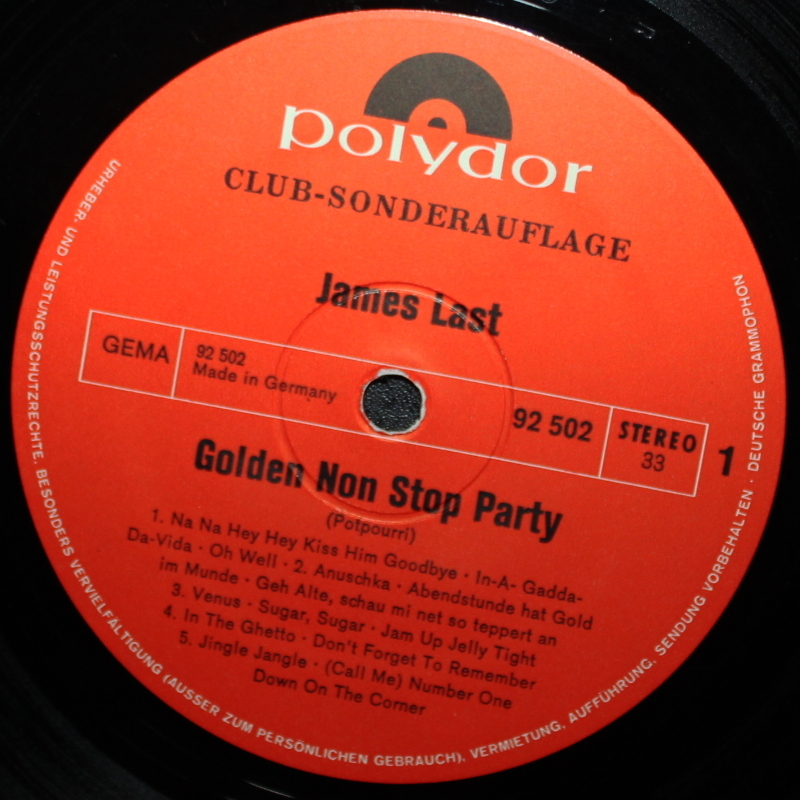 polydor
CLUB-SONDERAUFLAGE
James Last
GEMA
92 502
Made in Germany
92 502
STEREO
33
1
Golden Non Stop Party
(Potpourri)
1. Na Na Hey Hey Kiss Him Goodbye · In-A- Gadda-
Da-Vida · Oh Well · 2. Anuschka · Abendstunde hat Gold
im Munde · Geh Alte, schau mi net so teppert an
3. Venus · Sugar, Sugar · Jam Up Jelly Tight
4. In The Ghetto · Don't Forget To Remember
5. Jingle Jangle · (Call Me) Number One
Down On The Corner
URHEBER- UND LEISTUNGSSCHUTZRECHTE. BESONDERS VERVIELFÄLTIGUNG (AUSSER ZUM PERSÖNLICHEN GEBRAUCH), VERMIETUNG, AUFFÜHRUNG, SENDUNG VORBEHALTEN · DEUTSCHE GRAMMOPHON